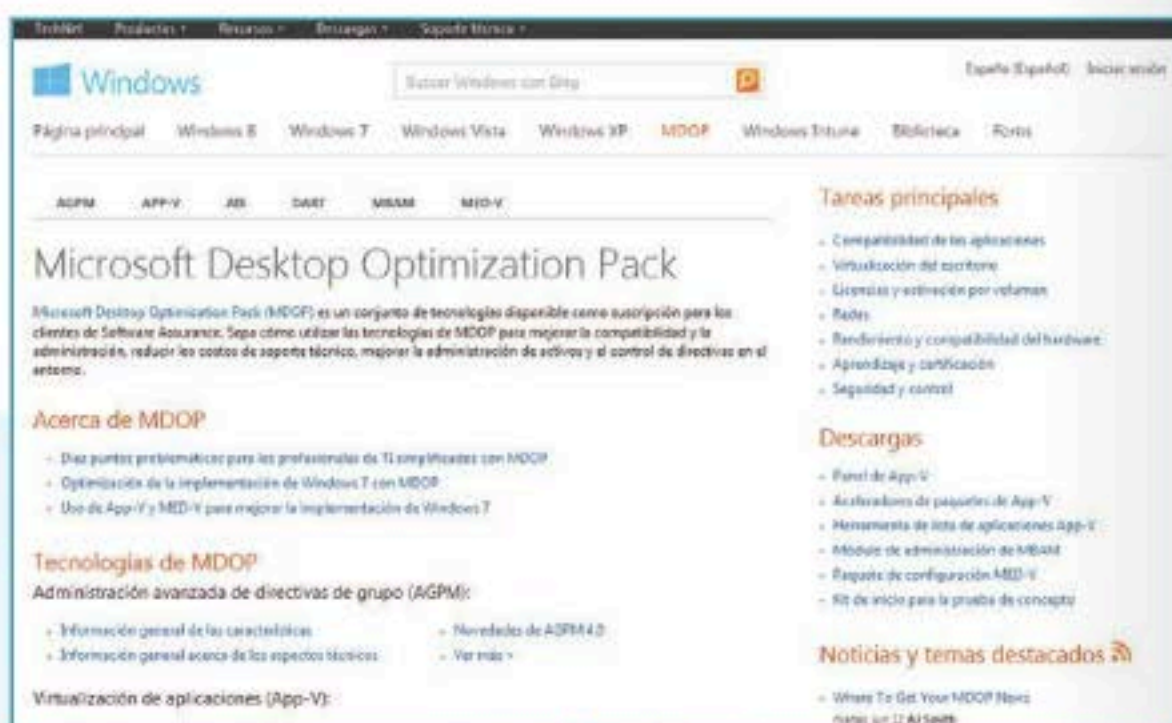 TechNet Productos Recursos Descargas Soporte técnico
Windows
Buscar Windows con Bing
España (Español) Iniciar sesión
Página principal Windows 8 Windows 7 Windows Vista Windows XP MDOP Windows Intune Biblioteca Foros
AGPM APP-V AIS DART MBAM MED-V
Microsoft Desktop Optimization Pack
Microsoft Desktop Optimization Pack (MDOP) es un conjunto de tecnologías disponible como suscripción para los
clientes de Software Assurance. Sepa cómo utilizar las tecnologías de MDOP para mejorar la compatibilidad y la
administración, reducir los costos de soporte técnico, mejorar la administración de activos y el control de directivas en el
entorno.
Acerca de MDOP
Diez puntos problemáticos para los profesionales de TI simplificados con MDOP
Optimización de la implementación de Windows 7 con MDOP
Uso de App-V y MED-V para mejorar la implementación de Windows 7
Tecnologías de MDOP
Administración avanzada de directivas de grupo (AGPM):
Información general de las características
Información general acerca de los aspectos técnicos
Novedades de AGPM 4.0
Ver más >
Virtualización de aplicaciones (App-V):
Tareas principales
Compatibilidad de las aplicaciones
Virtualización del escritorio
Licencias y activación por volumen
Redes
Rendimiento y compatibilidad del hardware
Aprendizaje y certificación
Seguridad y control
Descargas
Panel de App-V
Aceleradores de paquetes de App-V
Herramienta de lista de aplicaciones App-V
Módulo de administración de MBAM
Paquete de configuración MED-V
Kit de inicio para la prueba de concepto
Noticias y temas destacados
Where To Get Your MDOP News
martes, jun 12 AJ Smith